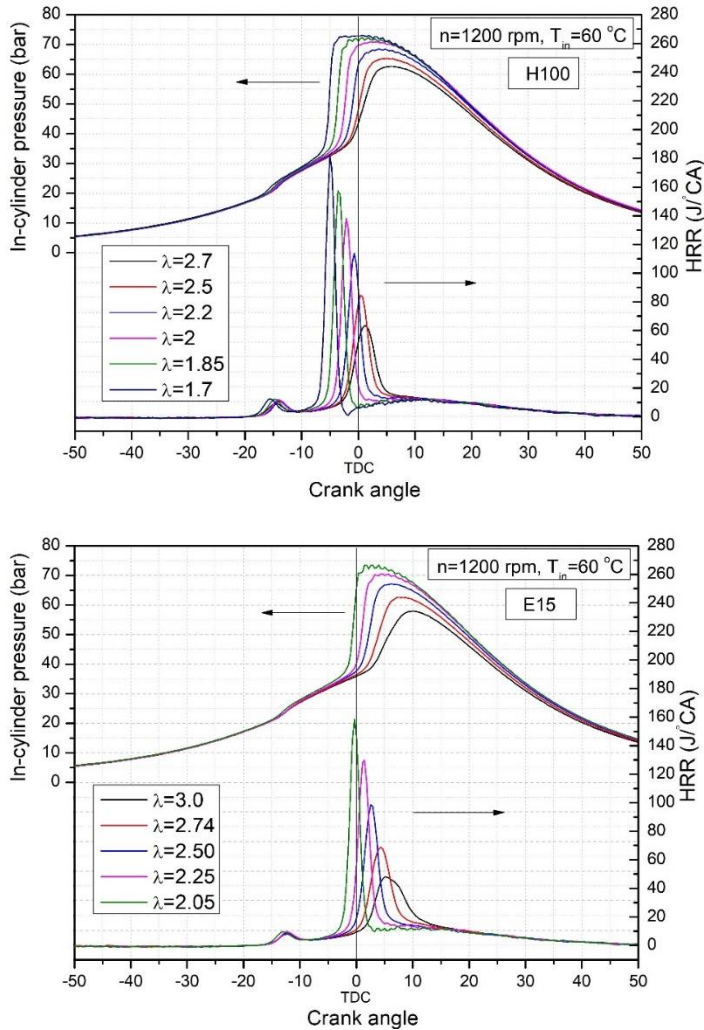 n=1200 rpm, Tin=60 °C
H100
In-cylinder pressure (bar)
80
70
60
50
40
30
20
10
0
280
260
240
220
200
180
160
140
120
100
80
60
40
20
0
HRR (J/°CA)
λ=2.7
λ=2.5
λ=2.2
λ=2
λ=1.85
λ=1.7
-50 -40 -30 -20 -10 0 10 20 30 40 50
TDC
Crank angle
n=1200 rpm, Tin=60 °C
E15
In-cylinder pressure (bar)
80
70
60
50
40
30
20
10
0
280
260
240
220
200
180
160
140
120
100
80
60
40
20
0
HRR (J/°CA)
λ=3.0
λ=2.74
λ=2.50
λ=2.25
λ=2.05
-50 -40 -30 -20 -10 0 10 20 30 40 50
TDC
Crank angle